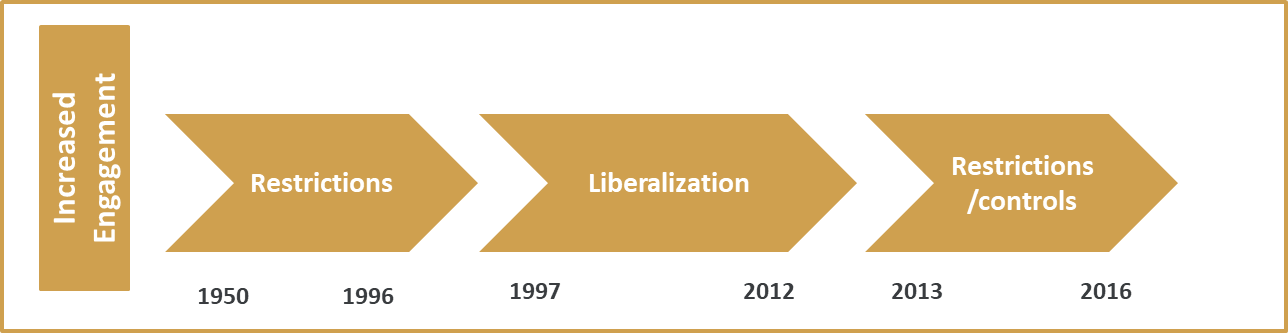 Increased
Engagement
Restrictions
Liberalization
Restrictions
/controls
1950
1996
1997
2012
2013
2016